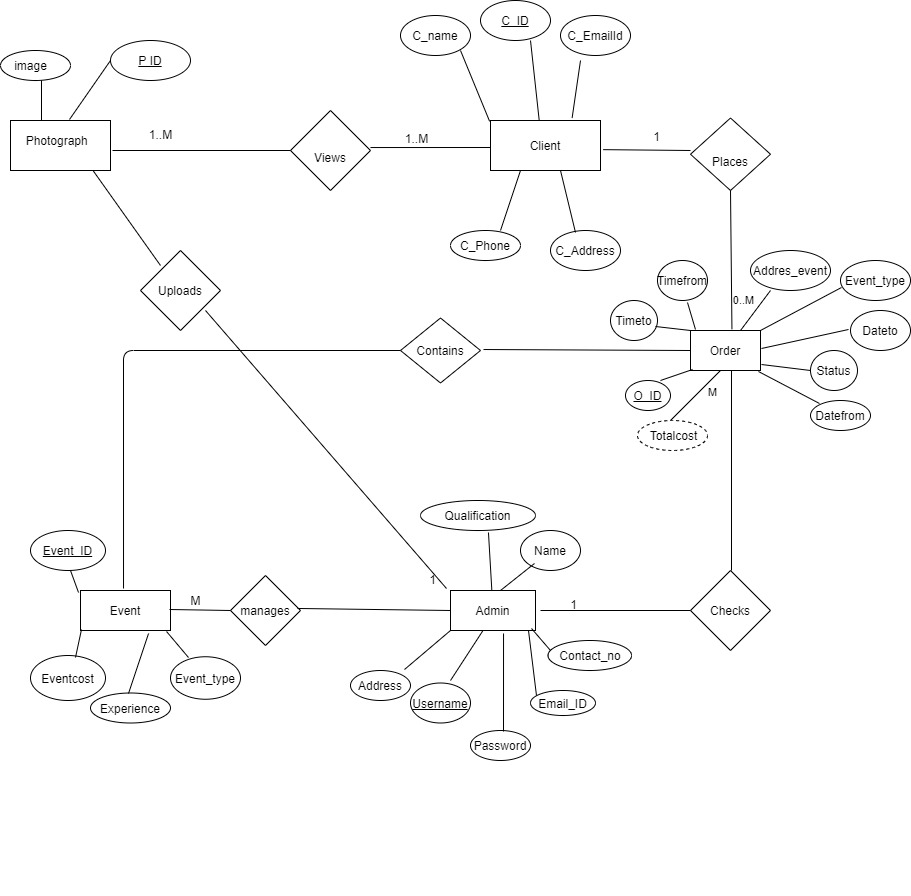 C_name
C_ID
C_EmailId
image
P ID
Photograph
1..M
Views
1..M
Client
1
Places
C_Phone
C_Address
Uploads
Timefrom
Addres_event
Event_type
0..M
Timeto
Dateto
Contains
Order
Status
O_ID
M
Datefrom
Totalcost
Qualification
Event_ID
Name
1
Event
M
manages
Admin
1
Checks
Contact_no
Eventcost
Event_type
Address
Experience
Username
Email_ID
Password